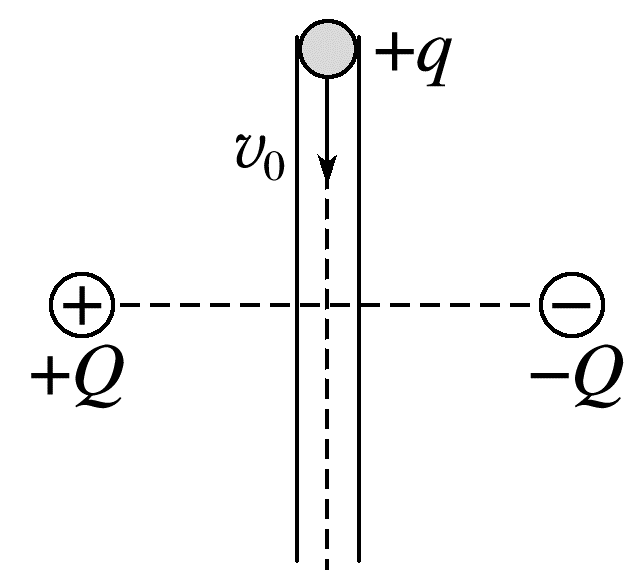 +q
v₀
+ −
+Q −Q